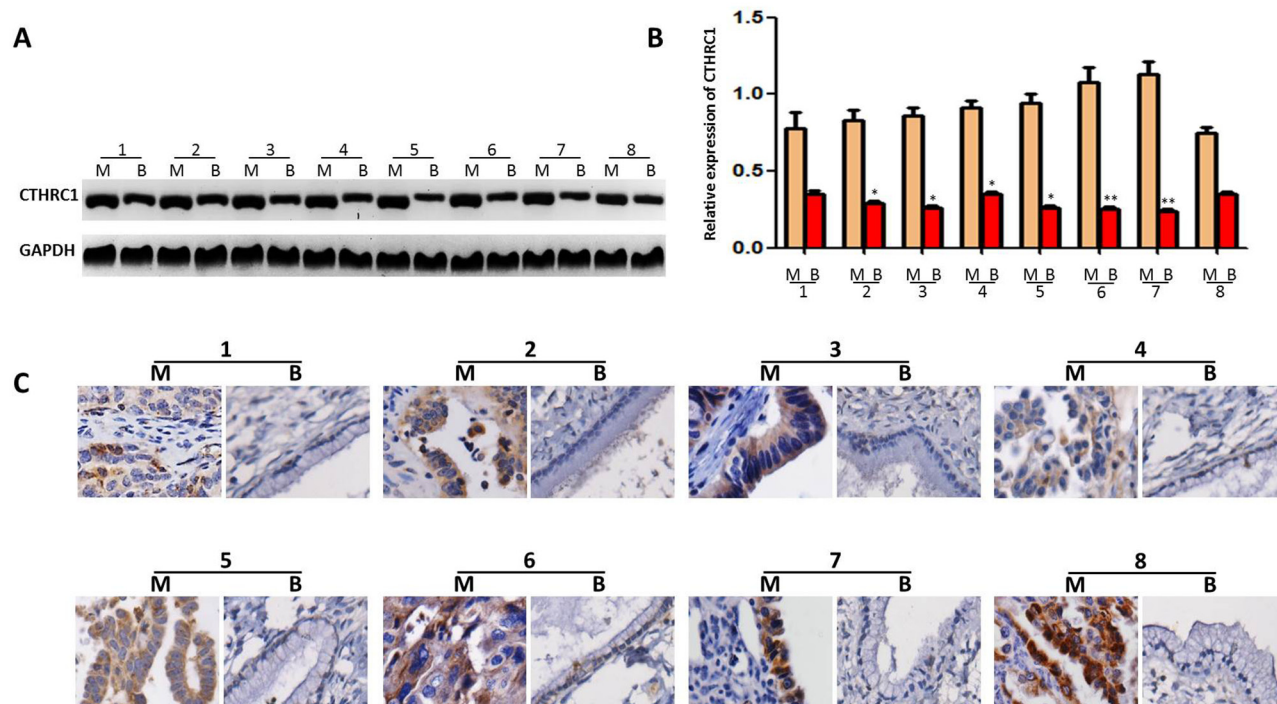 A
1 2 3 4 5 6 7 8
M B M B M B M B M B M B M B M B
CTHRC1
GAPDH
B
Relative expression of CTHRC1
1.5
1.0
0.5
0.0
* * * * ** **
M B M B M B M B M B M B M B M B
1 2 3 4 5 6 7 8
C
1 2 3 4
M B M B M B M B
5 6 7 8
M B M B M B M B